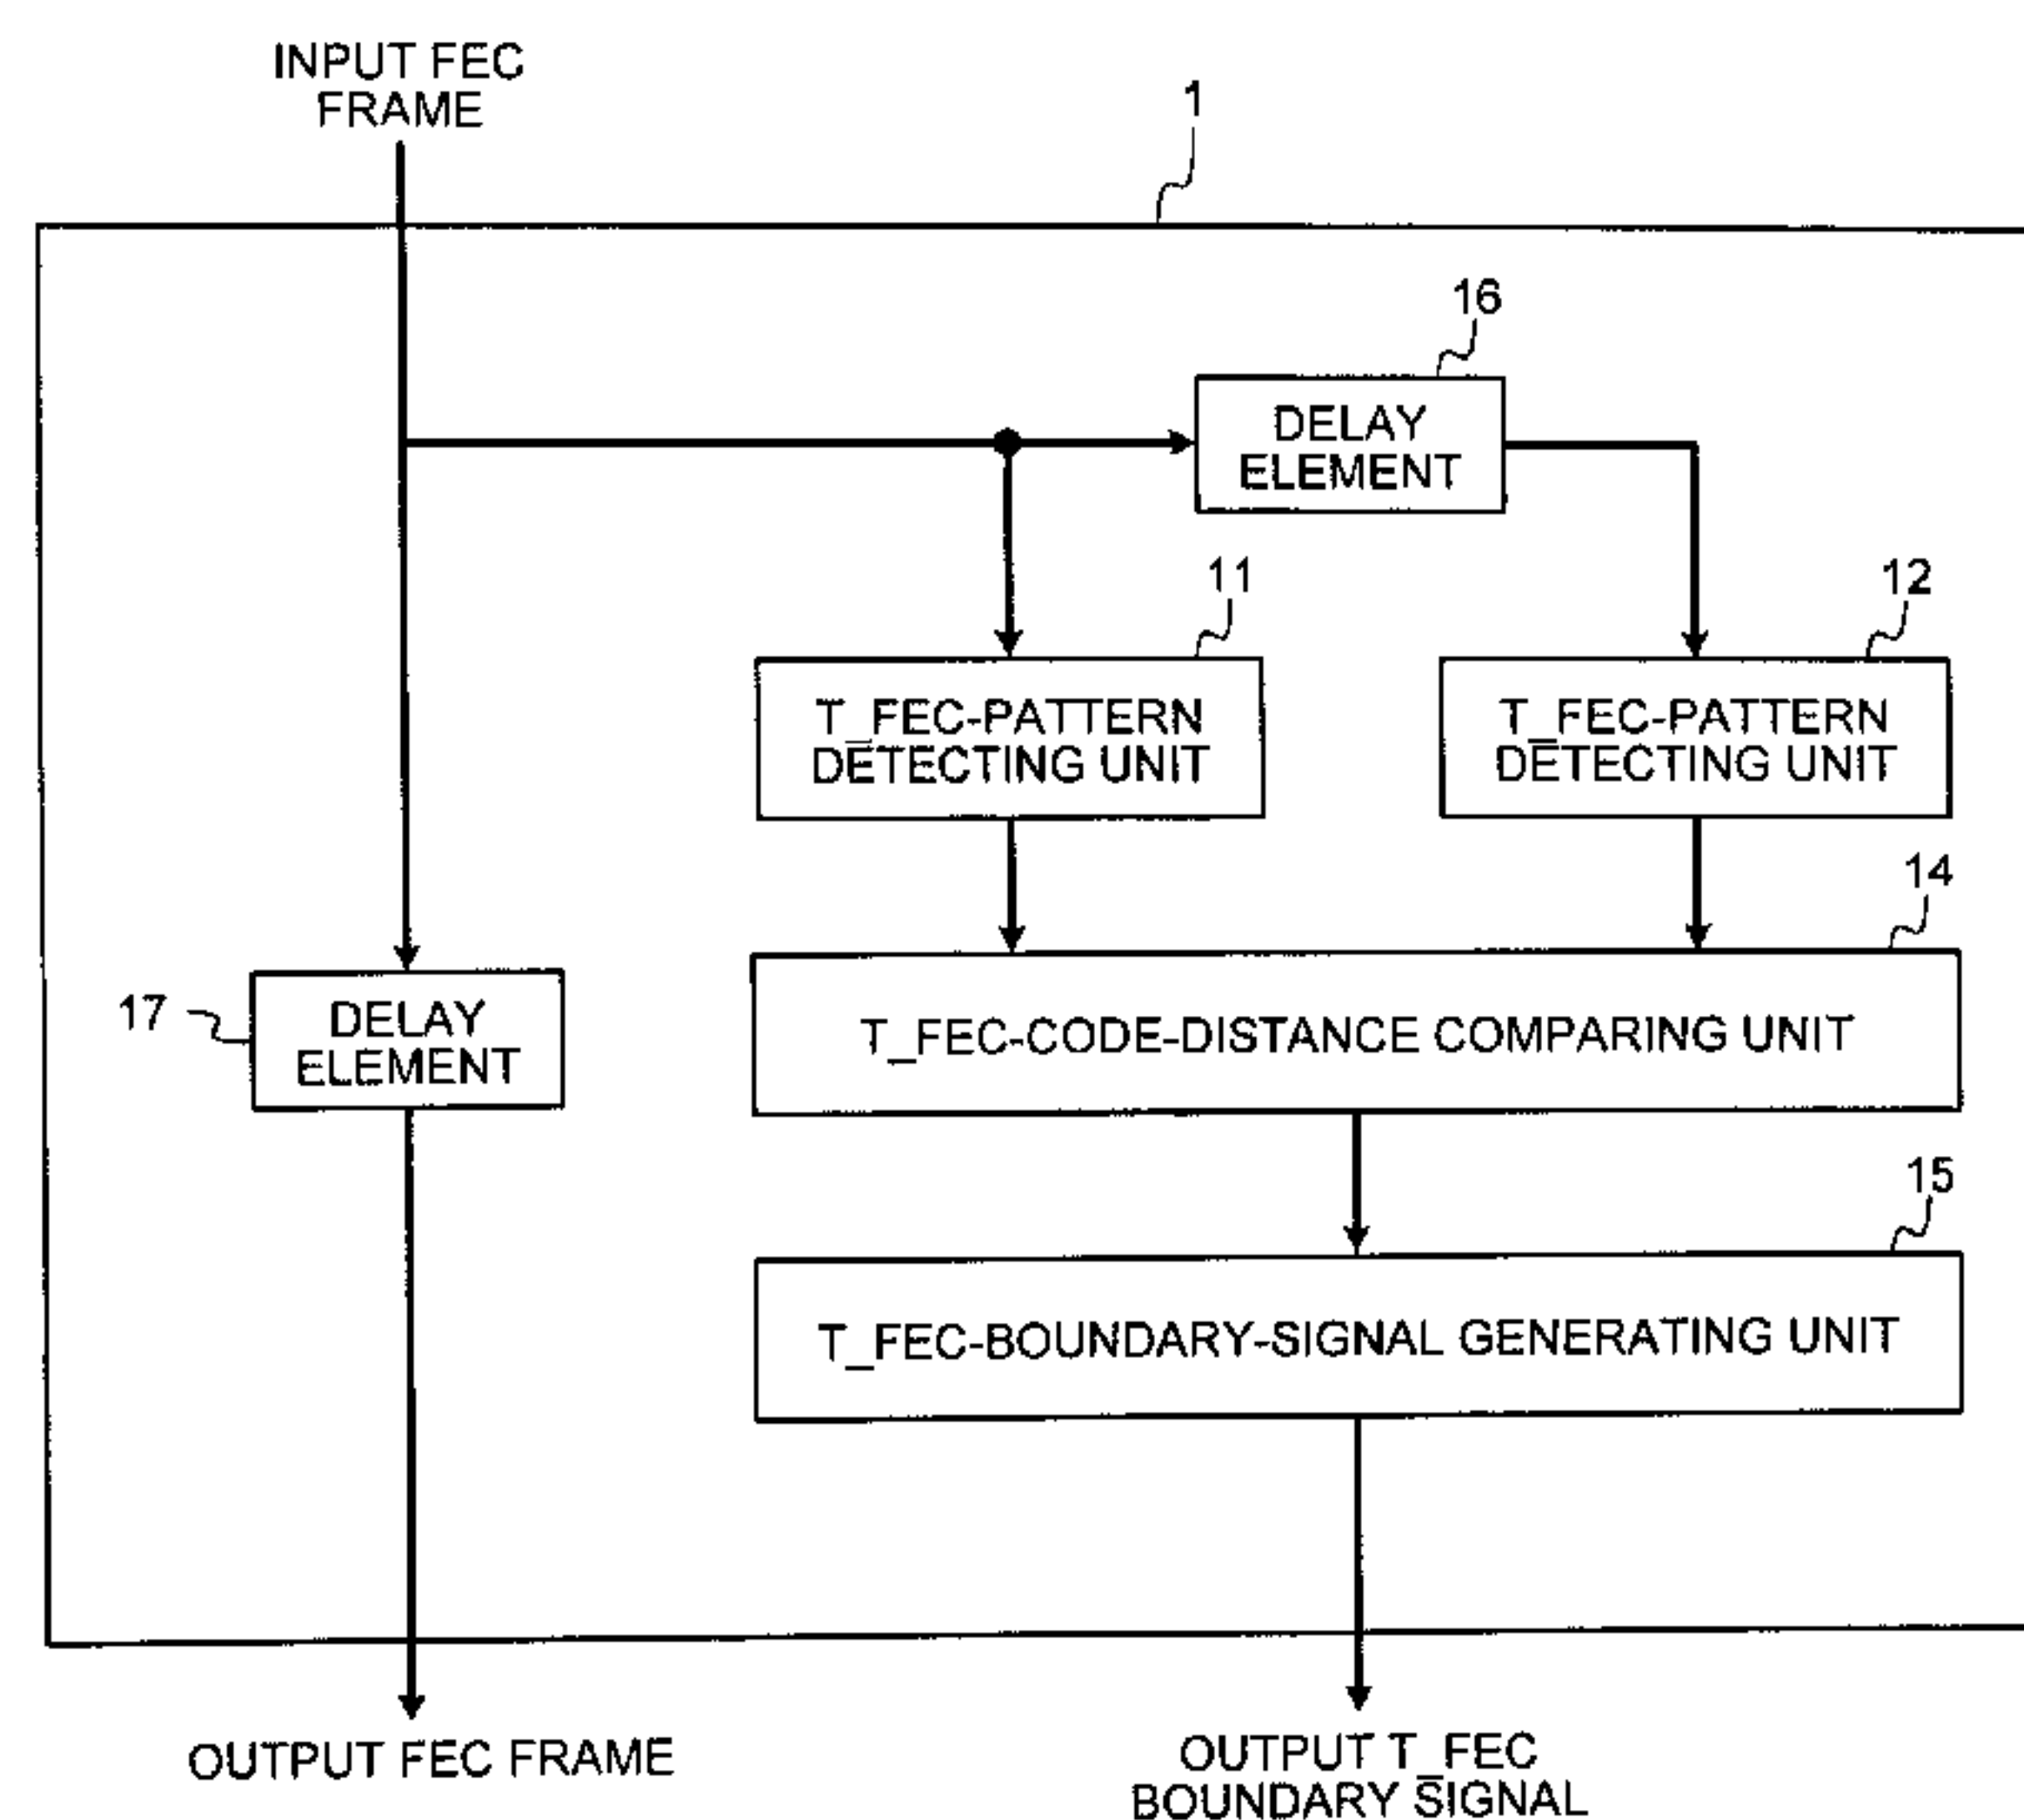 INPUT FEC
FRAME
1
16
DELAY
ELEMENT
11
12
T_FEC-PATTERN
DETECTING UNIT
T_FEC-PATTERN
DETECTING UNIT
14
17
DELAY
ELEMENT
T_FEC-CODE-DISTANCE COMPARING UNIT
15
T_FEC-BOUNDARY-SIGNAL GENERATING UNIT
OUTPUT FEC FRAME
OUTPUT T_FEC
BOUNDARY SIGNAL